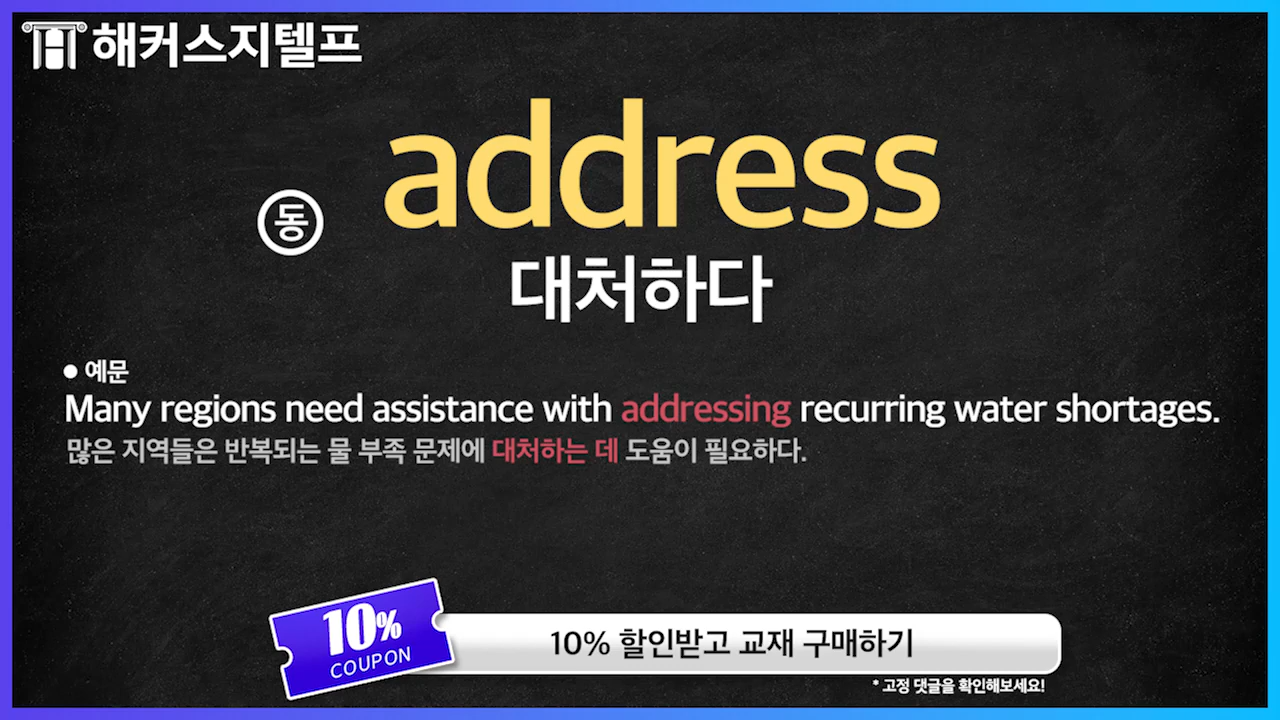 해커스지텔프
address
동
대처하다
● 예문
Many regions need assistance with addressing recurring water shortages.
많은 지역들은 반복되는 물 부족 문제에 대처하는 데 도움이 필요하다.
10%
COUPON
10% 할인받고 교재 구매하기
* 고정 댓글을 확인해보세요!